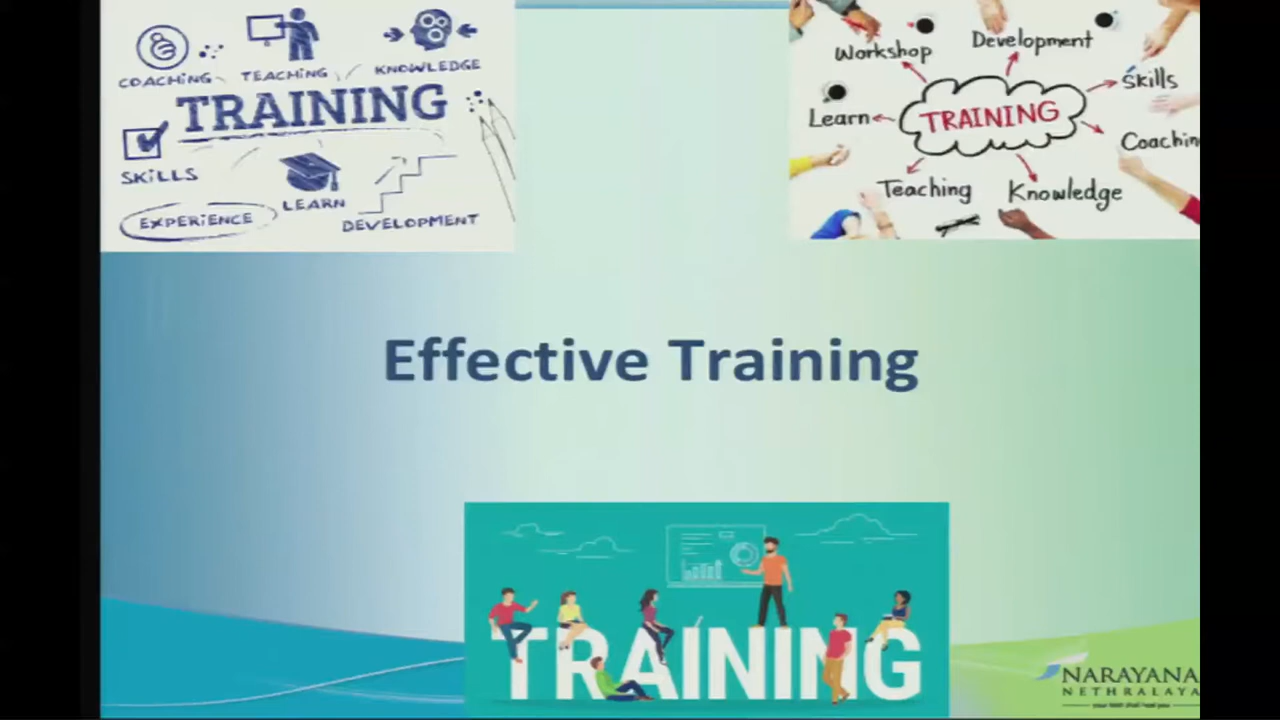 COACHING
TEACHING
KNOWLEDGE
TRAINING
SKILLS
LEARN
EXPERIENCE
DEVELOPMENT
Workshop
Development
Skills
Learn
TRAINING
Coachin
Teaching
Knowledge
Effective Training
TRAINING
NARAYANA
NETHRALAYA